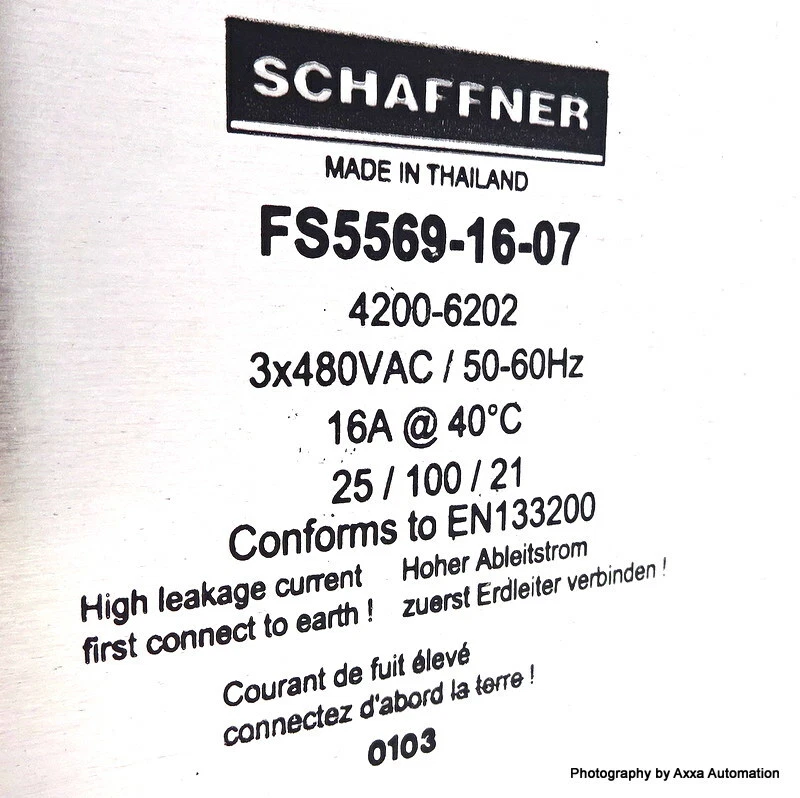 SCHAFFNER
MADE IN THAILAND
FS5569-16-07
4200-6202
3x480VAC / 50-60Hz
16A @ 40°C
25 / 100 / 21
Conforms to EN133200
High leakage current
first connect to earth !
Hoher Ableitstrom
zuerst Erdleiter verbinden !
Courant de fuit élevé
connectez d'abord la terre !
0103
Photography by Axxa Automation